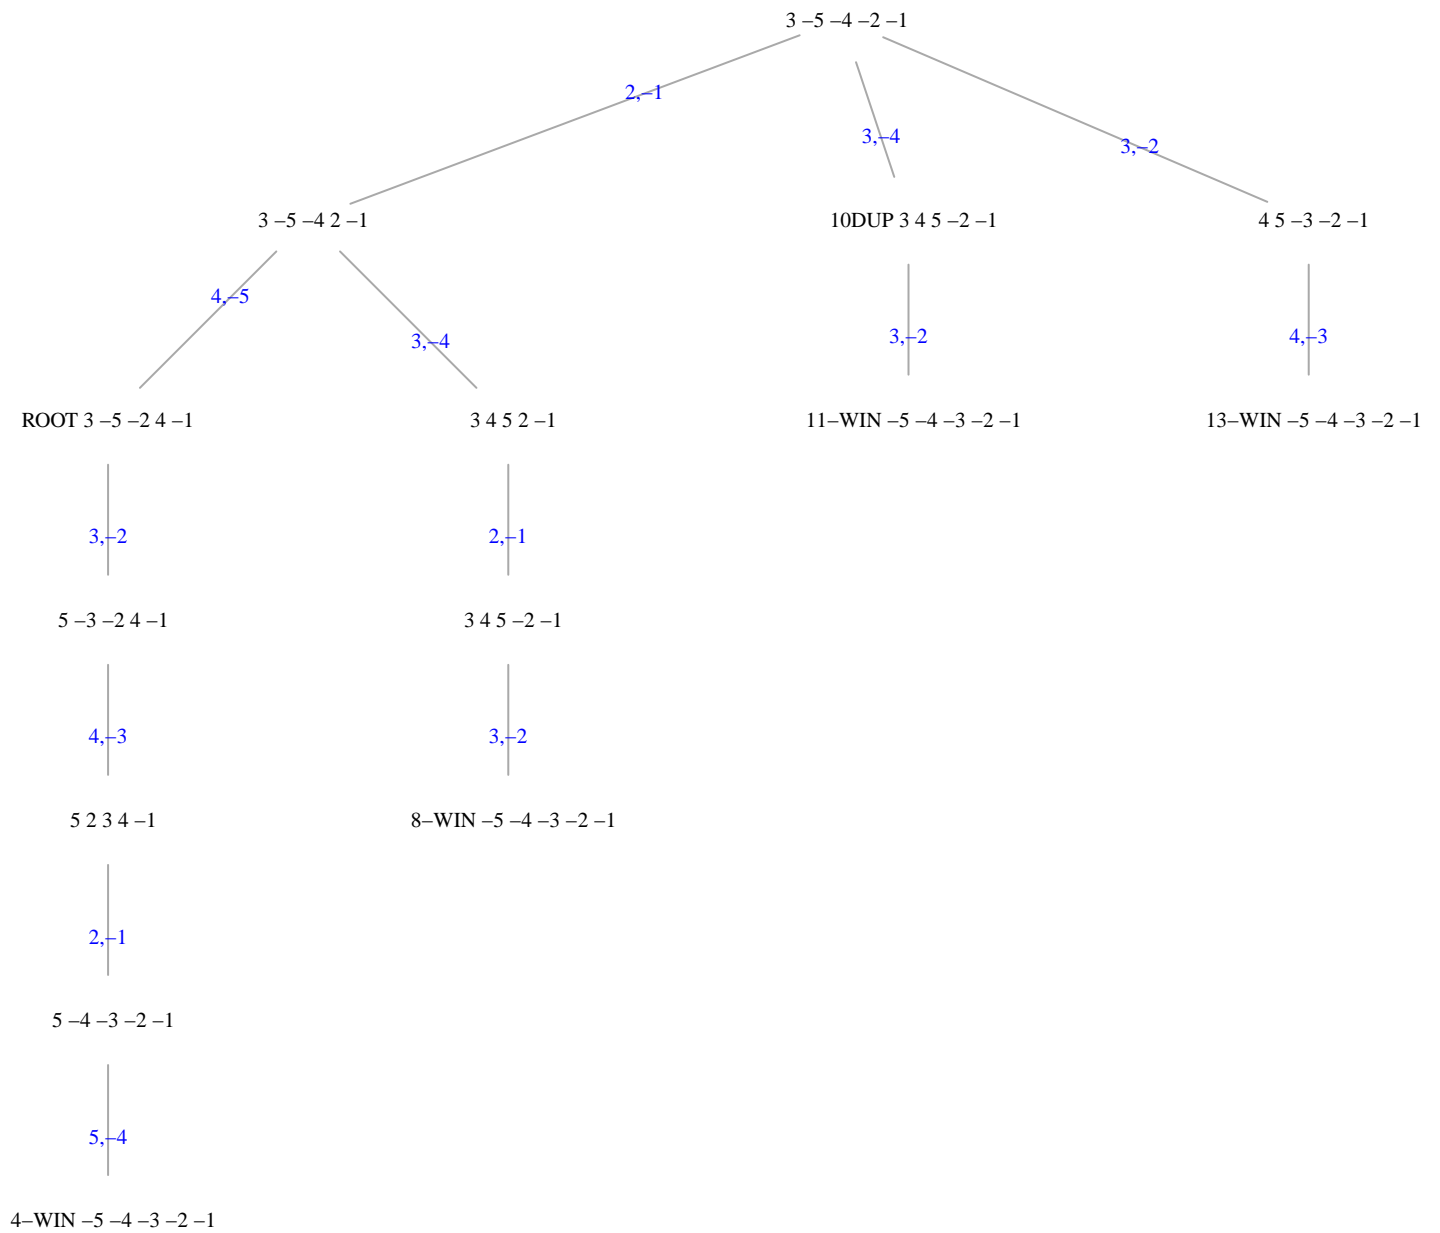 3 –5 –4 –2 –1
2,–1
3,–4
3,–2
3 –5 –4 2 –1
10DUP 3 4 5 –2 –1
4 5 –3 –2 –1
4,–5
3,–4
3,–2
4,–3
ROOT 3 –5 –2 4 –1
3 4 5 2 –1
11–WIN –5 –4 –3 –2 –1
13–WIN –5 –4 –3 –2 –1
3,–2
2,–1
5 –3 –2 4 –1
3 4 5 –2 –1
4,–3
3,–2
5 2 3 4 –1
8–WIN –5 –4 –3 –2 –1
2,–1
5 –4 –3 –2 –1
5,–4
4–WIN –5 –4 –3 –2 –1